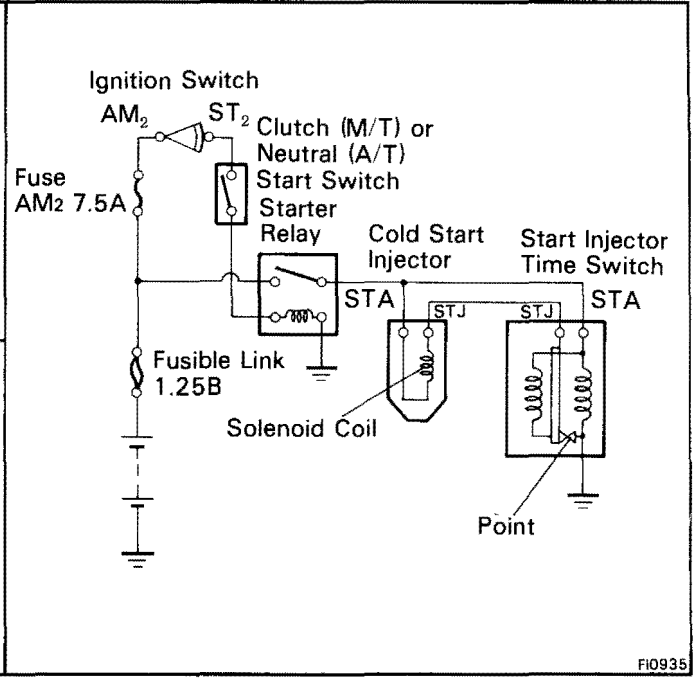 Ignition Switch
AM₂
ST₂
Clutch (M/T) or
Neutral (A/T)
Start Switch
Fuse
AM2 7.5A
Starter
Relay
Cold Start
Injector
Start Injector
Time Switch
STA
STJ
STJ
STA
Fusible Link
1.25B
Solenoid Coil
Point
FI0935